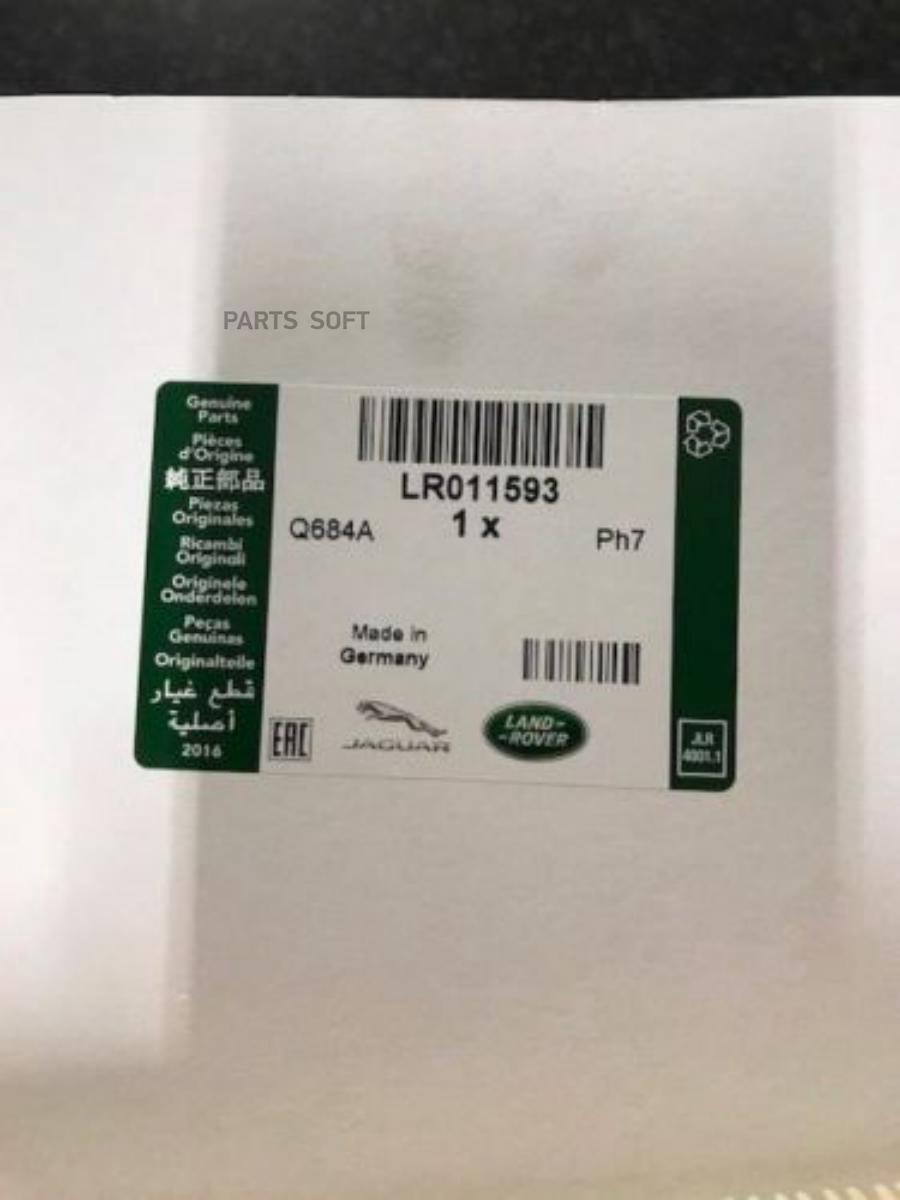 PARTS SOFT
Genuine
Parts
Pièces
d'Origine
純正部品
Piezas
Originales
Ricambi
Originali
Originele
Onderdelen
Peças
Genuinas
Originalteile
قطع غيار
أصلية
2016
LR011593
1 x
Q684A
Ph7
Made in
Germany
EAC
JAGUAR
LAND-
-ROVER
JLR
4001.1